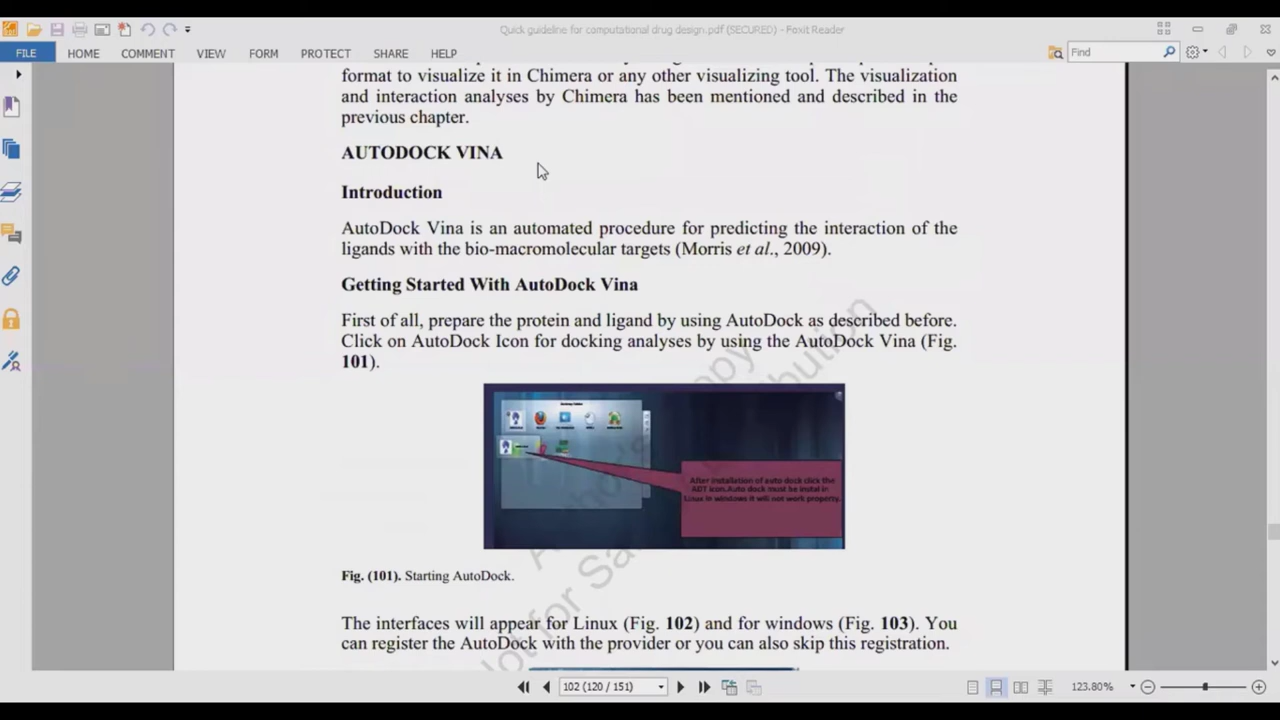 Quick guideline for computational drug design.pdf (SECURED) - Foxit Reader
FILE HOME COMMENT VIEW FORM PROTECT SHARE HELP Find
format to visualize it in Chimera or any other visualizing tool. The visualization
and interaction analyses by Chimera has been mentioned and described in the
previous chapter.
AUTODOCK VINA
Introduction
AutoDock Vina is an automated procedure for predicting the interaction of the
ligands with the bio-macromolecular targets (Morris et al., 2009).
Getting Started With AutoDock Vina
First of all, prepare the protein and ligand by using AutoDock as described before.
Click on AutoDock Icon for docking analyses by using the AutoDock Vina (Fig.
101).
After installation of auto dock click the
ADT icon.Auto dock must be instal in
Linux in windows it will not work properly.
Fig. (101). Starting AutoDock.
The interfaces will appear for Linux (Fig. 102) and for windows (Fig. 103). You
can register the AutoDock with the provider or you can also skip this registration.
102 (120 / 151) 123.80%